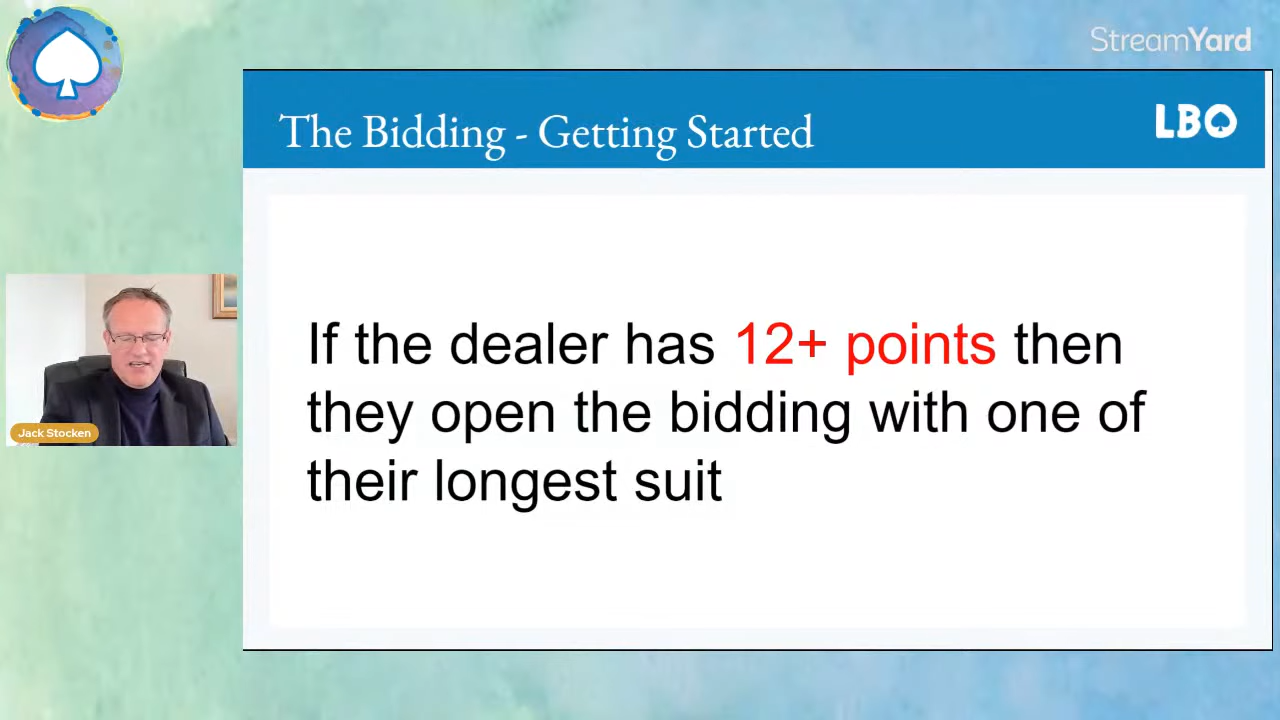 StreamYard
The Bidding - Getting Started
LBO
If the dealer has 12+ points then
they open the bidding with one of
their longest suit
Jack Stocken